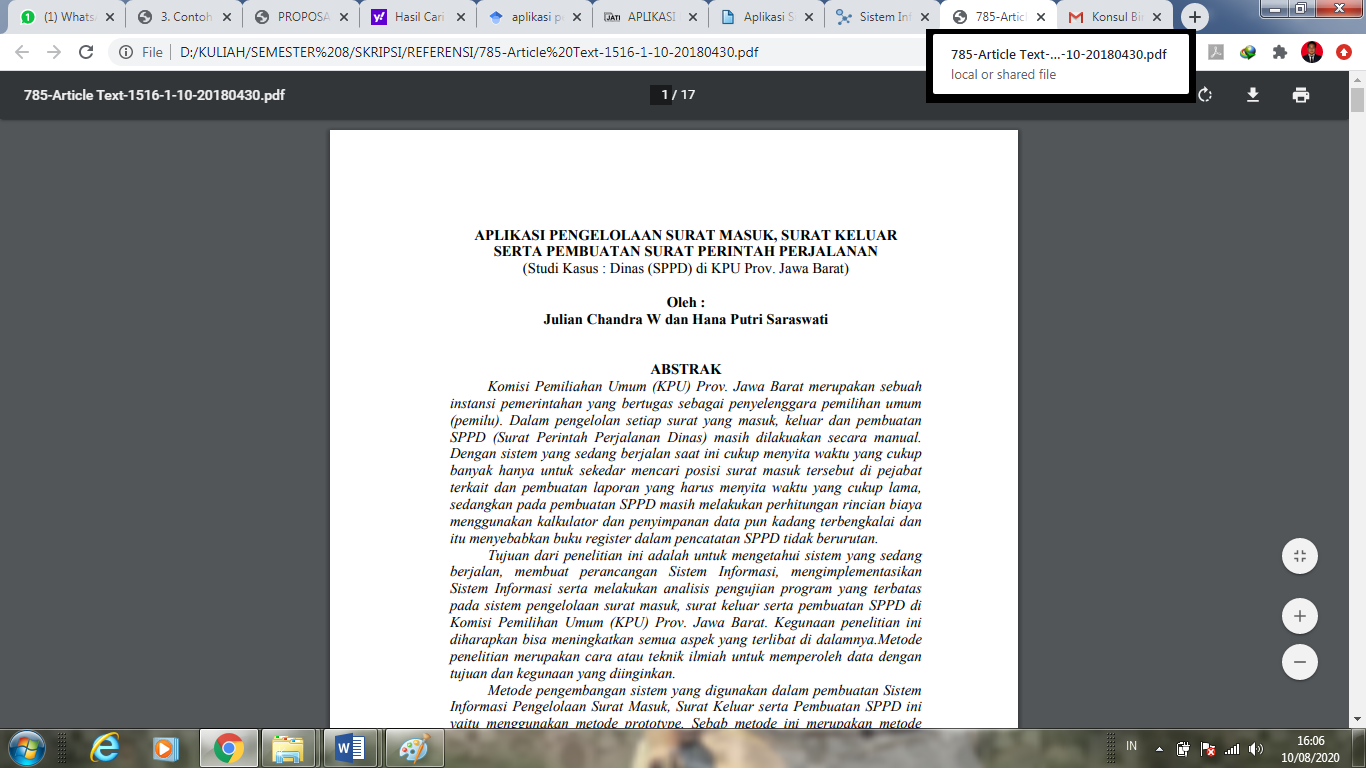 (1) Whats
3. Contoh
PROPOSA
Hasil Cari
aplikasi p
JATI APLIKASI
Aplikasi S
Sistem Inf
785-Articl
Konsul Bi
File
D:/KULIAH/SEMESTER%208/SKRIPSI/REFERENSI/785-Article%20Text-1516-1-10-20180430.pdf
785-Article Text-...-10-20180430.pdf
local or shared file
785-Article Text-1516-1-10-20180430.pdf
1 / 17
APLIKASI PENGELOLAAN SURAT MASUK, SURAT KELUAR
SERTA PEMBUATAN SURAT PERINTAH PERJALANAN
(Studi Kasus : Dinas (SPPD) di KPU Prov. Jawa Barat)
Oleh :
Julian Chandra W dan Hana Putri Saraswati
ABSTRAK
Komisi Pemiliahan Umum (KPU) Prov. Jawa Barat merupakan sebuah
instansi pemerintahan yang bertugas sebagai penyelenggara pemilihan umum
(pemilu). Dalam pengelolan setiap surat yang masuk, keluar dan pembuatan
SPPD (Surat Perintah Perjalanan Dinas) masih dilakuakan secara manual.
Dengan sistem yang sedang berjalan saat ini cukup menyita waktu yang cukup
banyak hanya untuk sekedar mencari posisi surat masuk tersebut di pejabat
terkait dan pembuatan laporan yang harus menyita waktu yang cukup lama,
sedangkan pada pembuatan SPPD masih melakukan perhitungan rincian biaya
menggunakan kalkulator dan penyimpanan data pun kadang terbengkalai dan
itu menyebabkan buku register dalam pencatatan SPPD tidak berurutan.
Tujuan dari penelitian ini adalah untuk mengetahui sistem yang sedang
berjalan, membuat perancangan Sistem Informasi, mengimplementasikan
Sistem Informasi serta melakukan analisis pengujian program yang terbatas
pada sistem pengelolaan surat masuk, surat keluar serta pembuatan SPPD di
Komisi Pemilihan Umum (KPU) Prov. Jawa Barat. Kegunaan penelitian ini
diharapkan bisa meningkatkan semua aspek yang terlibat di dalamnya.Metode
penelitian merupakan cara atau teknik ilmiah untuk memperoleh data dengan
tujuan dan kegunaan yang diinginkan.
Metode pengembangan sistem yang digunakan dalam pembuatan Sistem
Informasi Pengelolaan Surat Masuk, Surat Keluar serta Pembuatan SPPD ini
yaitu menggunakan metode prototype. Sebab metode ini merupakan metode
IN
16:06
10/08/2020